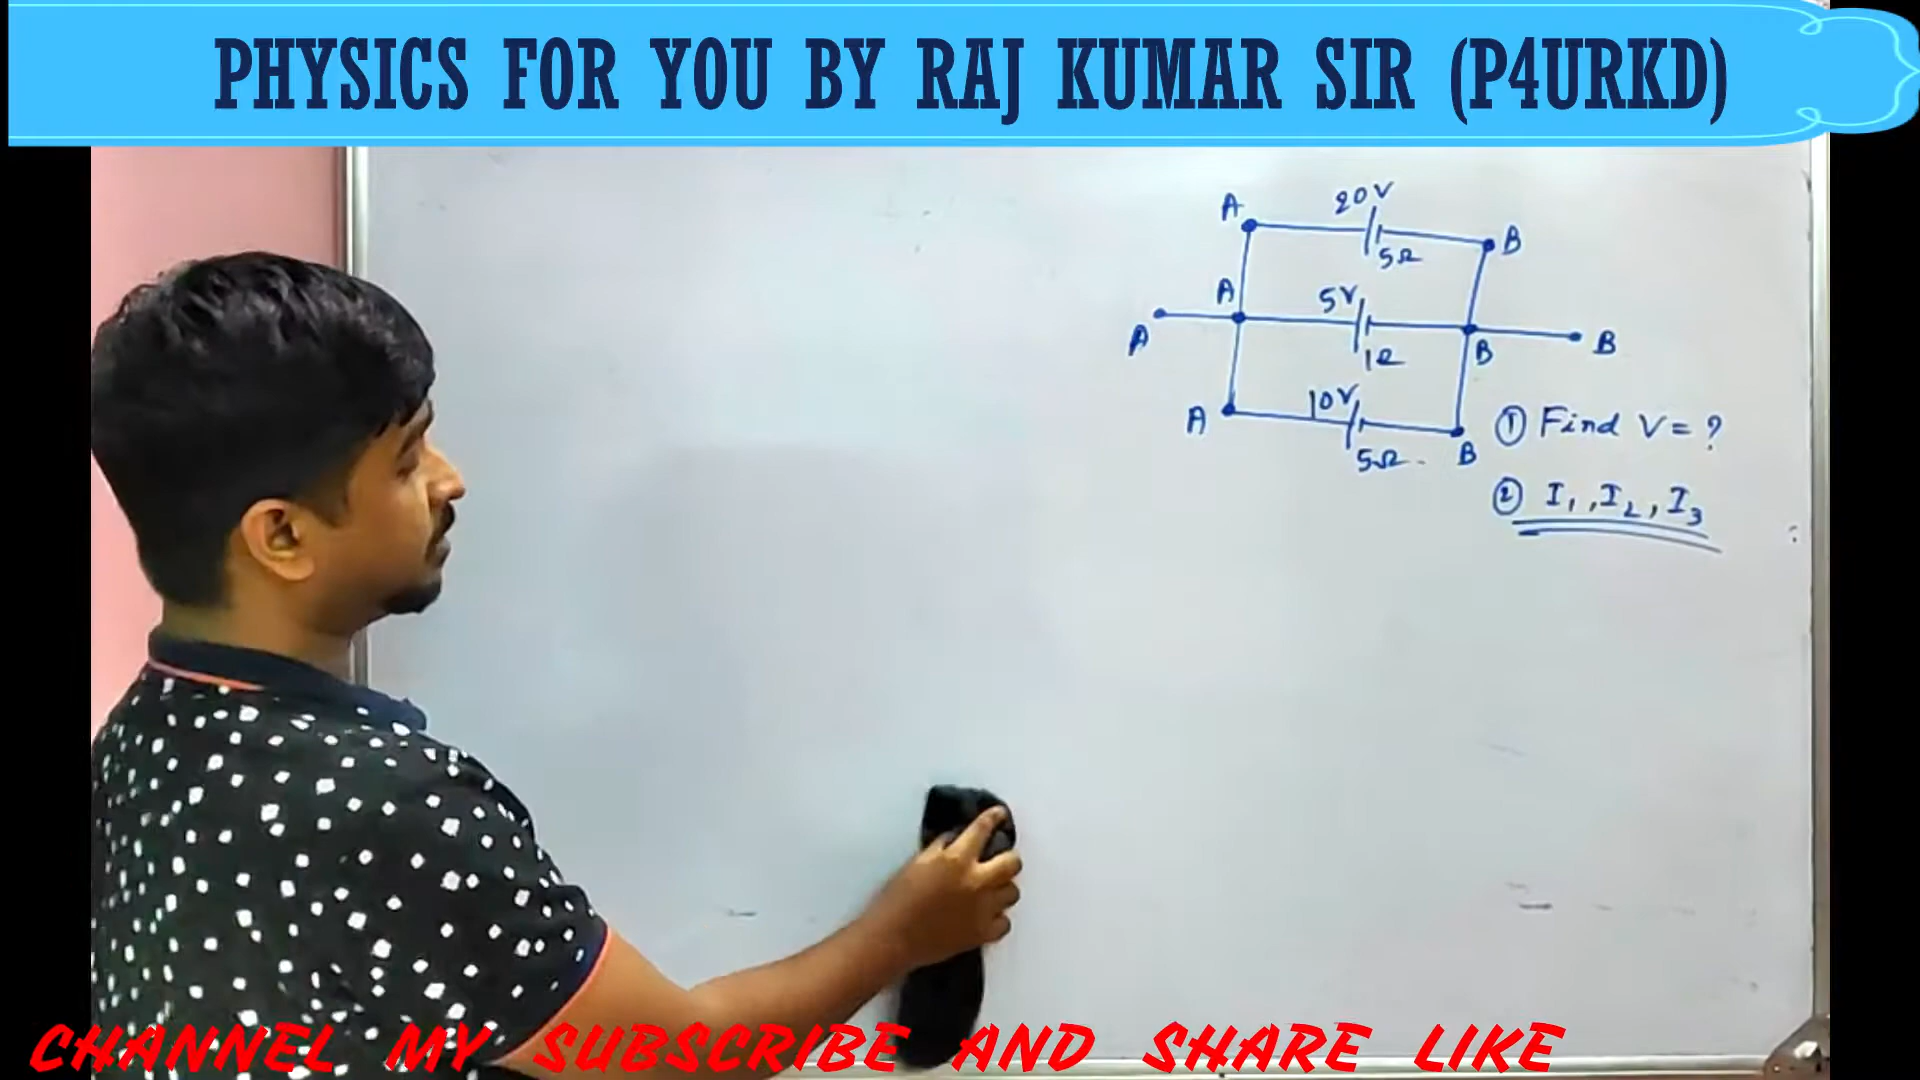 PHYSICS FOR YOU BY RAJ KUMAR SIR (P4URKD)
20V
A
B
5Ω
A
5V
A
B
B
1Ω
10V
A
B
5Ω
① Find V = ?
② I₁, I₂, I₃
CHANNEL MY SUBSCRIBE AND SHARE LIKE